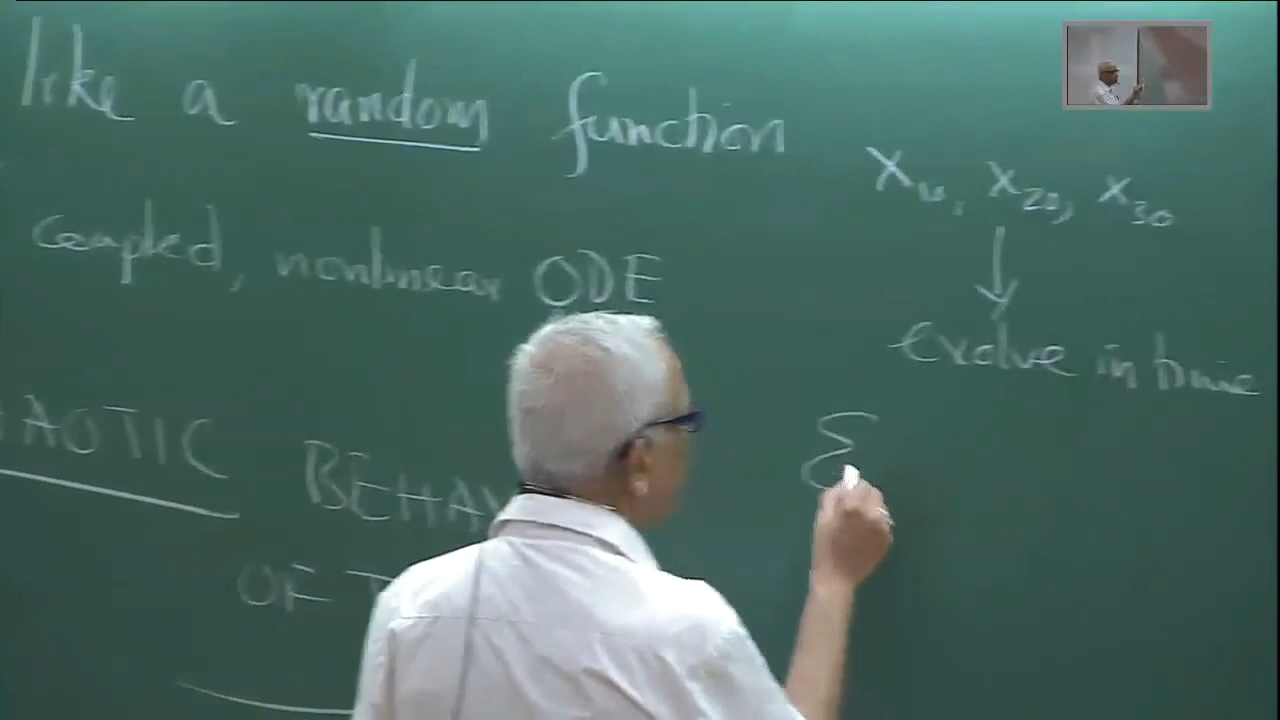 like a random function
coupled, nonlinear ODE
AOTIC BEHAV
OF
x₁₀, x₂₀, x₃₀
↓
evolve in time
Ɛ